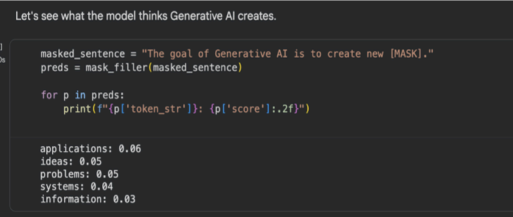 Let's see what the model thinks Generative AI creates.
masked_sentence = "The goal of Generative AI is to create new [MASK]."
preds = mask_filler(masked_sentence)
for p in preds:
print(f"{p['token_str']}: {p['score']:.2f}")
applications: 0.06
ideas: 0.05
problems: 0.05
systems: 0.04
information: 0.03